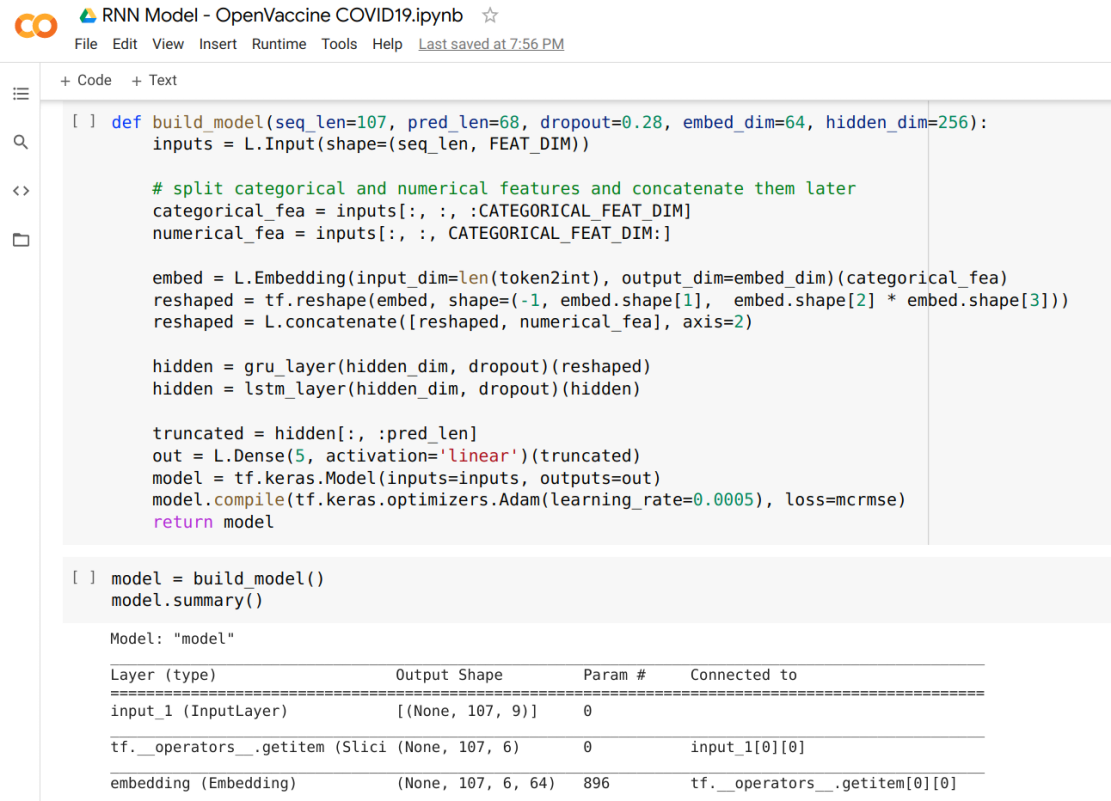 RNN Model - OpenVaccine COVID19.ipynb
File Edit View Insert Runtime Tools Help Last saved at 7:56 PM
+ Code + Text
[ ] def build_model(seq_len=107, pred_len=68, dropout=0.28, embed_dim=64, hidden_dim=256):
inputs = L.Input(shape=(seq_len, FEAT_DIM))
# split categorical and numerical features and concatenate them later
categorical_fea = inputs[:, :, :CATEGORICAL_FEAT_DIM]
numerical_fea = inputs[:, :, CATEGORICAL_FEAT_DIM:]
embed = L.Embedding(input_dim=len(token2int), output_dim=embed_dim)(categorical_fea)
reshaped = tf.reshape(embed, shape=(-1, embed.shape[1],  embed.shape[2] * embed.shape[3]))
reshaped = L.concatenate([reshaped, numerical_fea], axis=2)
hidden = gru_layer(hidden_dim, dropout)(reshaped)
hidden = lstm_layer(hidden_dim, dropout)(hidden)
truncated = hidden[:, :pred_len]
out = L.Dense(5, activation='linear')(truncated)
model = tf.keras.Model(inputs=inputs, outputs=out)
model.compile(tf.keras.optimizers.Adam(learning_rate=0.0005), loss=mcrmse)
return model
[ ] model = build_model()
model.summary()
Model: "model"
Layer (type) Output Shape Param # Connected to
input_1 (InputLayer) [(None, 107, 9)] 0
tf.__operators__.getitem (Slici (None, 107, 6) 0 input_1[0][0]
embedding (Embedding) (None, 107, 6, 64) 896 tf.__operators__.getitem[0][0]